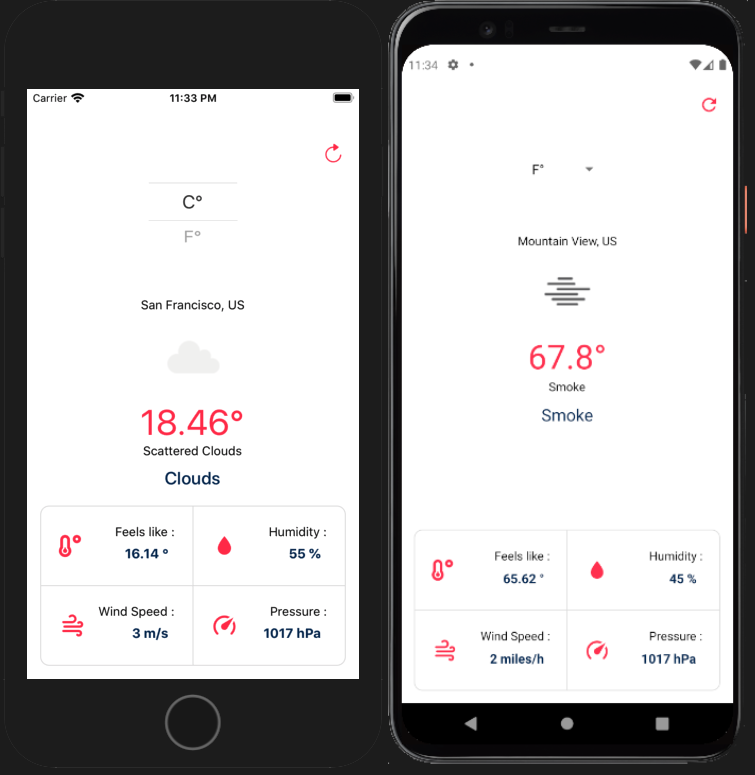 Carrier
11:33 PM
C°
F°
San Francisco, US
18.46°
Scattered Clouds
Clouds
Feels like :
16.14 °
Humidity :
55 %
Wind Speed :
3 m/s
Pressure :
1017 hPa
11:34
F°
Mountain View, US
67.8°
Smoke
Smoke
Feels like :
65.62 °
Humidity :
45 %
Wind Speed :
2 miles/h
Pressure :
1017 hPa